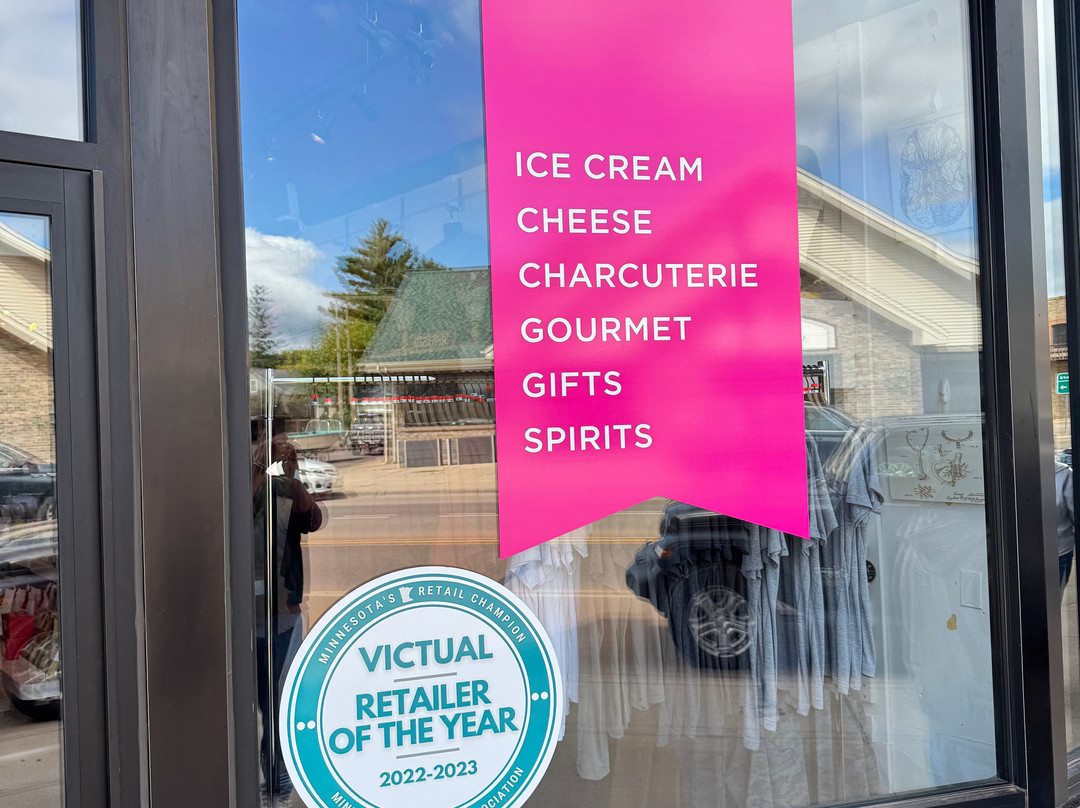 ICE CREAM
CHEESE
CHARCUTERIE
GOURMET
GIFTS
SPIRITS
MINNESOTA'S RETAIL CHAMPION
VICTUAL
RETAILER
OF THE YEAR
2022-2023